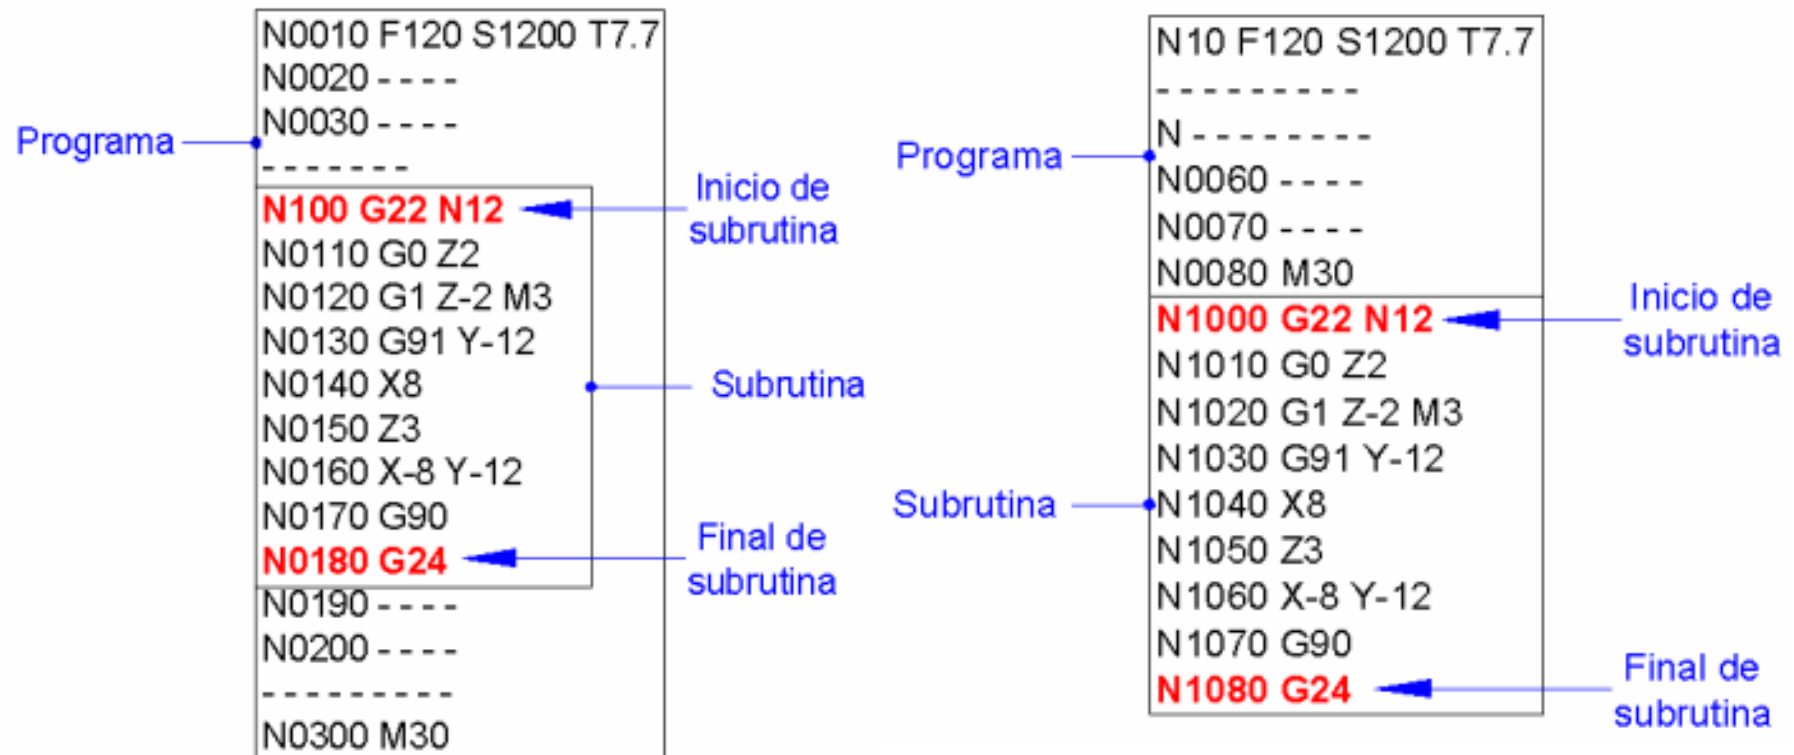 Programa
N0010 F120 S1200 T7.7
N0020 - - - -
N0030 - - - -
- - - - - - -
N100 G22 N12
N0110 G0 Z2
N0120 G1 Z-2 M3
N0130 G91 Y-12
N0140 X8
N0150 Z3
N0160 X-8 Y-12
N0170 G90
N0180 G24
N0190 - - - -
N0200 - - - -
- - - - - - - - -
N0300 M30
Inicio de
subrutina
Subrutina
Final de
subrutina
Programa
Subrutina
N10 F120 S1200 T7.7
- - - - - - - - -
N - - - - - - - -
N0060 - - - -
N0070 - - - -
N0080 M30
N1000 G22 N12
N1010 G0 Z2
N1020 G1 Z-2 M3
N1030 G91 Y-12
N1040 X8
N1050 Z3
N1060 X-8 Y-12
N1070 G90
N1080 G24
Inicio de
subrutina
Final de
subrutina